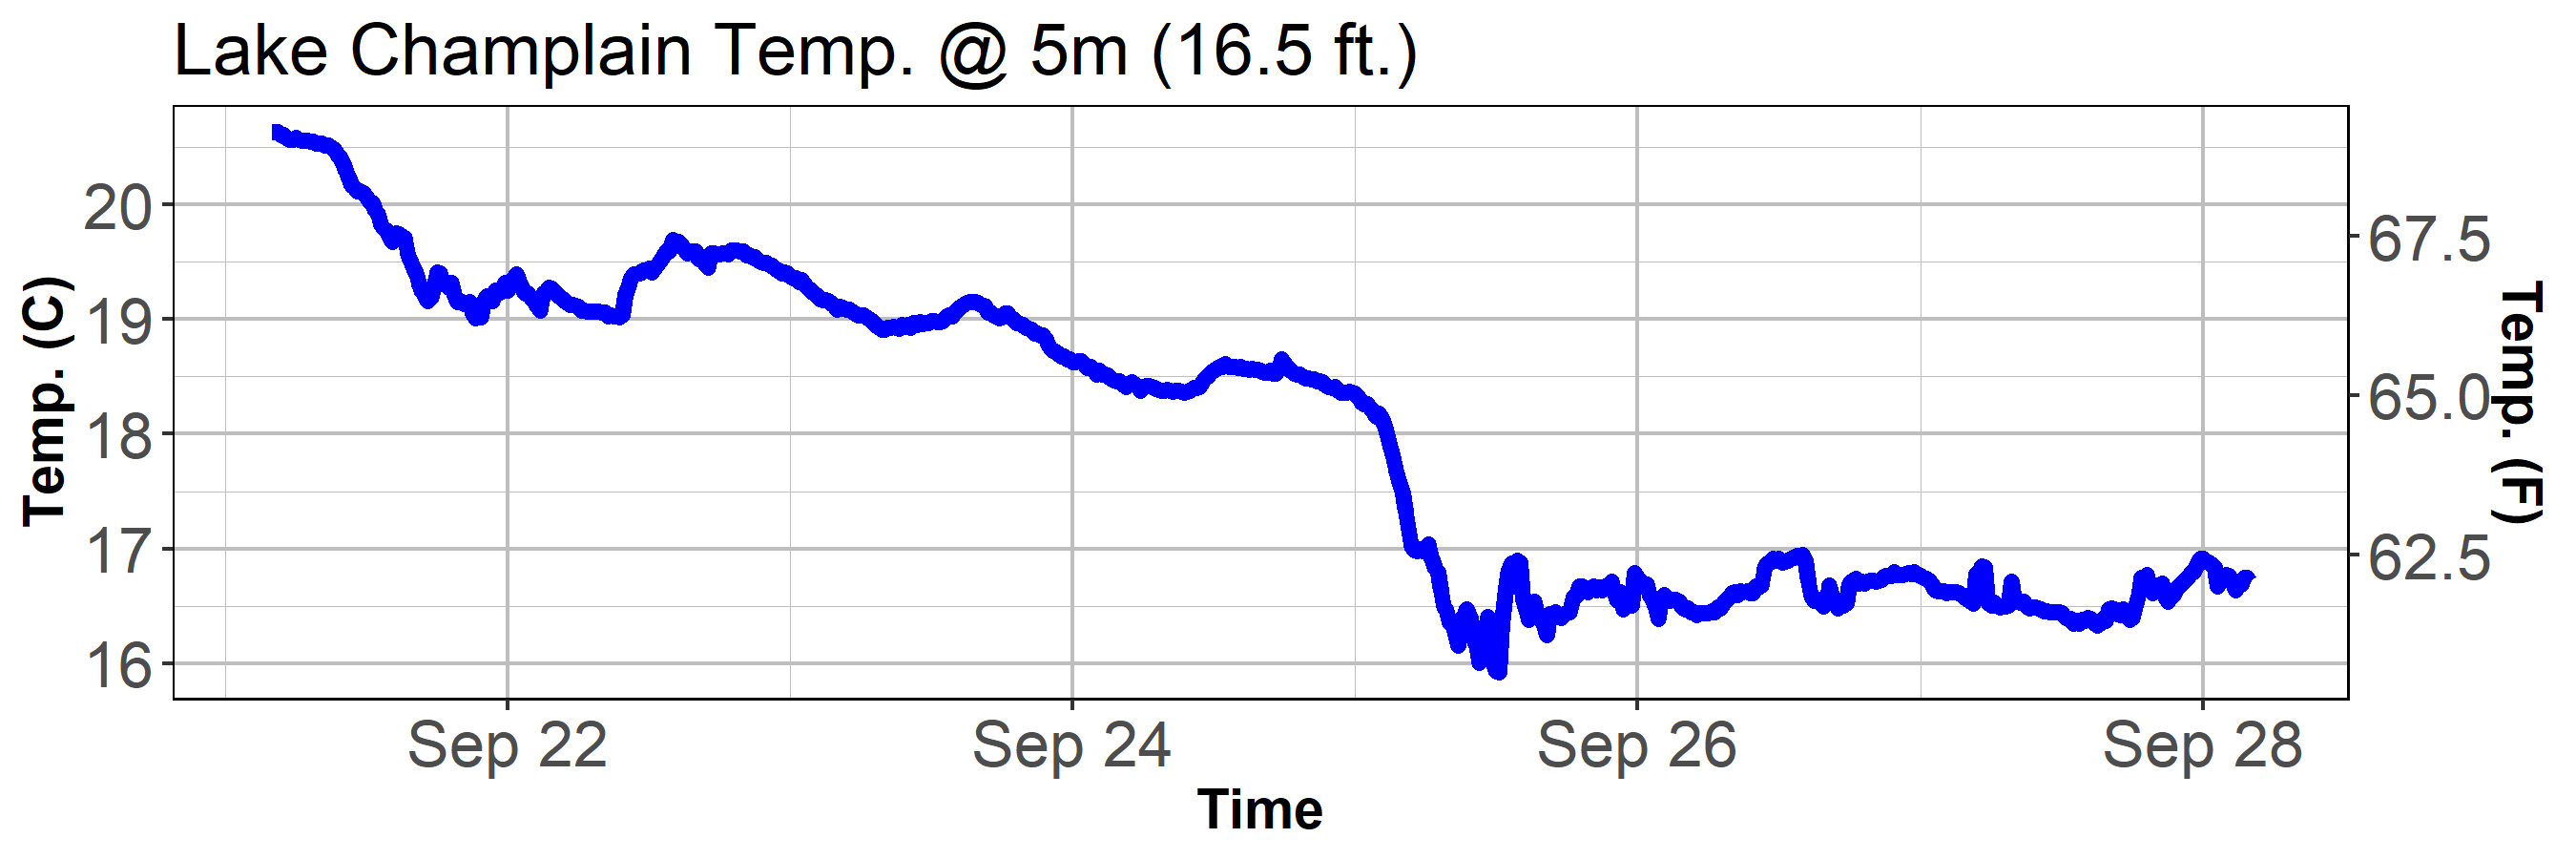 Lake Champlain Temp. @ 5m (16.5 ft.)
Temp. (C)
20
19
18
17
16
67.5
65.0
62.5
Temp. (F)
Sep 22
Sep 24
Sep 26
Sep 28
Time